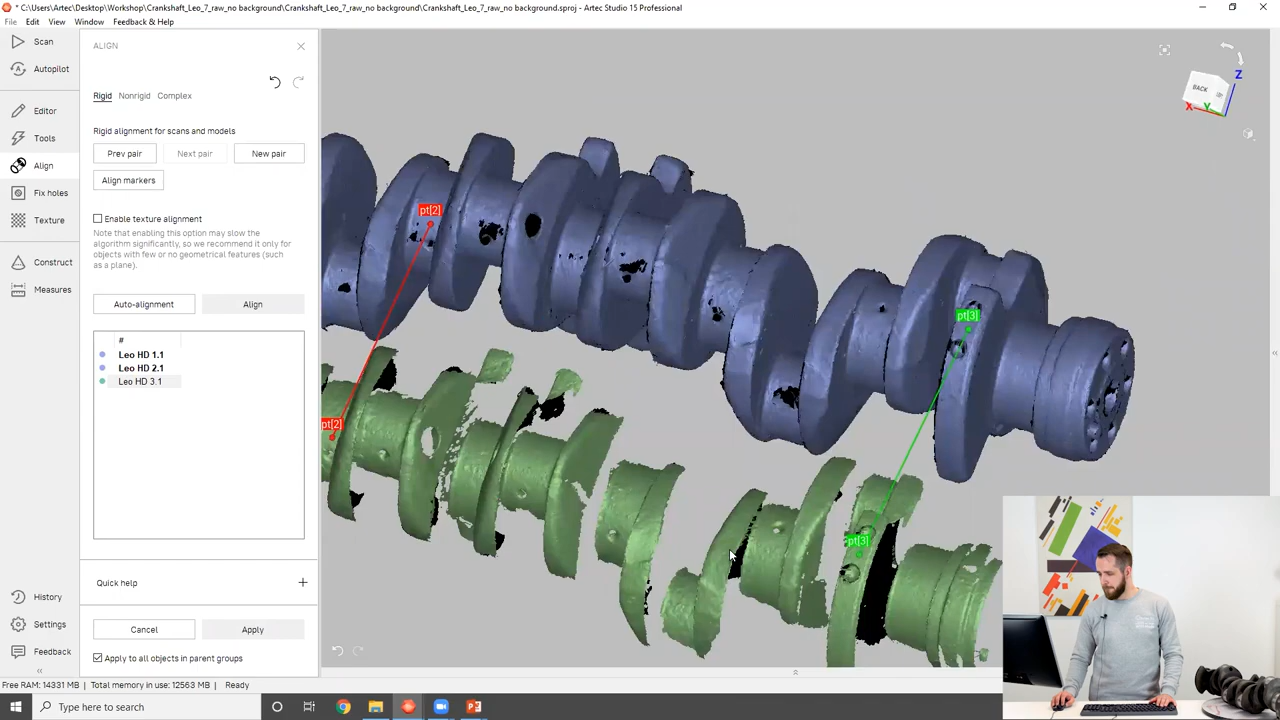 * C:\Users\Artec\Desktop\Workshop\Crankshaft_Leo_7_raw_no background\Crankshaft_Leo_7_raw_no background\Crankshaft_Leo_7_raw_no background.sproj - Artec Studio 15 Professional
File Edit View Window Feedback & Help
Scan
Autopilot
Editor
Tools
Align
Fix holes
Texture
Construct
Measures
History
Settings
Feedback
ALIGN
Rigid Nonrigid Complex
Rigid alignment for scans and models
Prev pair Next pair New pair
Align markers
Enable texture alignment
Note that enabling this option may slow the
algorithm significantly, so we recommend it only for
objects with few or no geometrical features (such
as a plane).
Auto-alignment Align
#
Leo HD 1.1
Leo HD 2.1
Leo HD 3.1
Quick help +
Cancel Apply
Apply to all objects in parent groups
pt[2]
pt[3]
pt[2]
pt[3]
BACK
Z
X
Y
Free RAM: 14331 MB | Total memory in use: 12563 MB | Ready
Type here to search